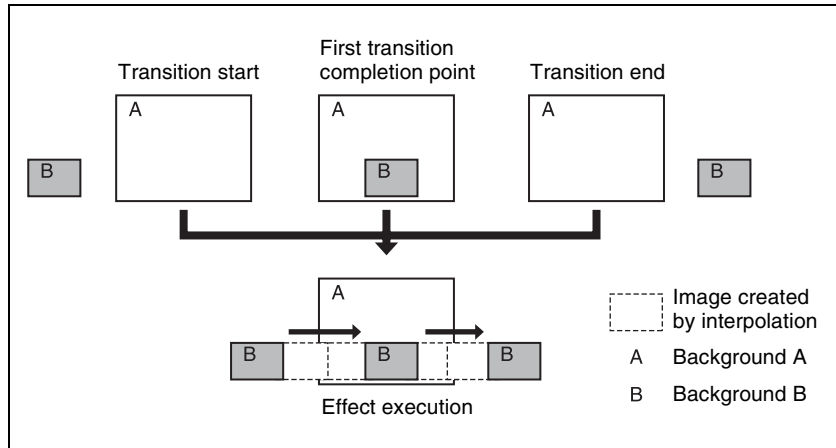 Transition start
First transition
completion point
Transition end
A
A
A
B
B
B
A
B
B
B
Effect execution
Image created
by interpolation
A Background A
B Background B